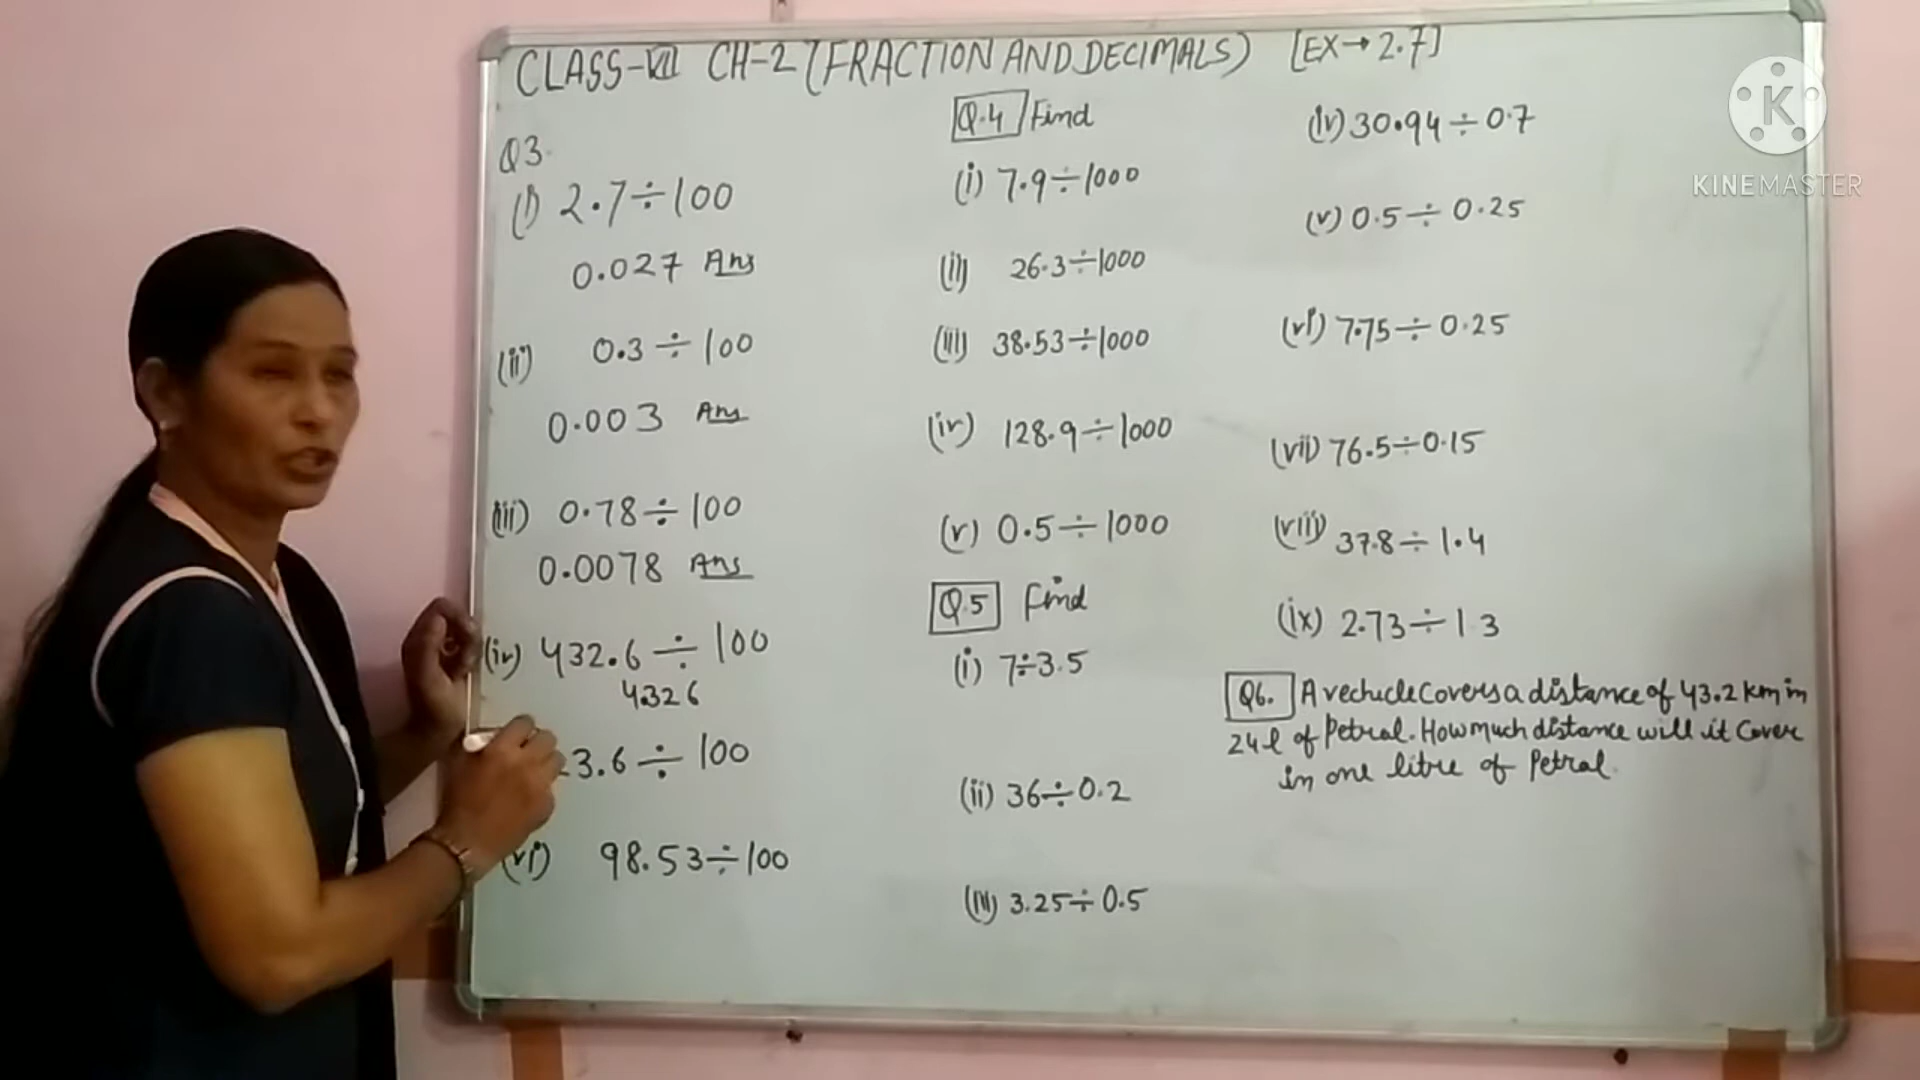 CLASS-VII CH-2 (FRACTION AND DECIMALS) [EX→2.7]
Q3.
(i) 2.7÷100
0.027 Ans
(ii) 0.3÷100
0.003 Ans
(iii) 0.78÷100
0.0078 Ans
(iv) 432.6÷100
4.326
3.6÷100
(vi) 98.53÷100
Q.4 Find
(i) 7.9÷1000
(ii) 26.3÷1000
(iii) 38.53÷1000
(iv) 128.9÷1000
(v) 0.5÷1000
Q.5 Find
(i) 7÷3.5
(ii) 36÷0.2
(iii) 3.25÷0.5
(iv) 30.94÷0.7
(v) 0.5÷0.25
(vi) 7.75÷0.25
(vii) 76.5÷0.15
(vii) 37.8÷1.4
(ix) 2.73÷1.3
Q6. A vechicle covers a distance of 43.2 km in
24 l of Petral. How much distance will it cover
in one litre of Petral.
K
KINEMASTER